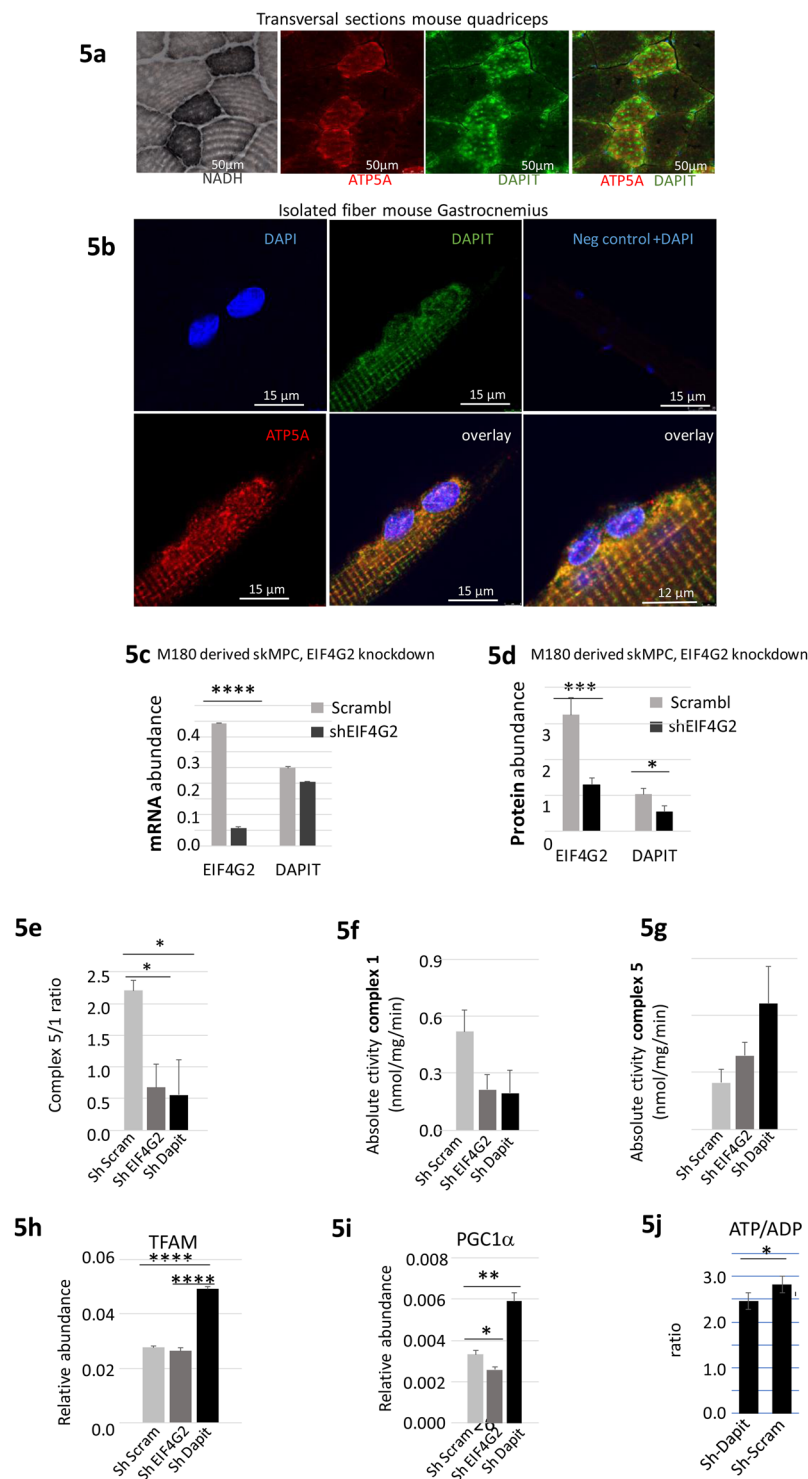 Transversal sections mouse quadriceps
5a
50µm 50µm 50µm 50µm
NADH ATP5A DAPIT ATP5A DAPIT
Isolated fiber mouse Gastrocnemius
5b
DAPI DAPIT Neg control +DAPI
15 µm 15 µm 15 µm
ATP5A overlay overlay
15 µm 15 µm 12 µm
5c M180 derived skMPC, EIF4G2 knockdown
****
Scrambl
shEIF4G2
mRNA abundance
0.4
0.3
0.2
0.1
0.0
EIF4G2 DAPIT
5d M180 derived skMPC, EIF4G2 knockdown
***
*
Scrambl
shEIF4G2
Protein abundance
3
2
1
0
EIF4G2 DAPIT
5e
*
*
Complex 5/1 ratio
2.5
2.0
1.5
1.0
0.5
0.0
Sh Scram
Sh EIF4G2
Sh Dapit
5f
Absolute ctivity complex 1
(nmol/mg/min)
0.9
0.6
0.3
0.0
Sh Scram
Sh EIF4G2
Sh Dapit
5g
Absolute ctivity complex 5
(nmol/mg/min)
Sh Scram
Sh EIF4G2
Sh Dapit
5h
TFAM
****
****
Relative abundance
0.06
0.04
0.02
0.00
Sh Scram
Sh EIF4G2
Sh Dapit
5i
PGC1α
**
*
Relative abundance
0.008
0.006
0.004
0.002
0.000
Sh Scram
Sh EIF4G2
Sh Dapit
5j
ATP/ADP
*
ratio
3.0
2.0
1.0
0.0
Sh-Dapit
Sh-Scram